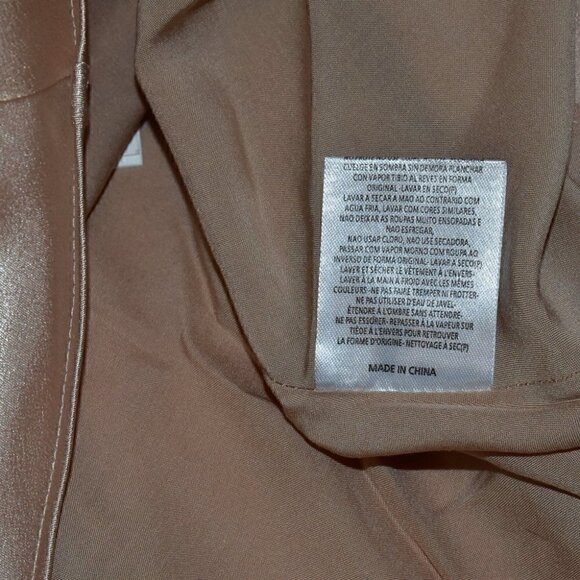 CUELGE EN SOMBRA SIN DEMORA PLANCHAR
CON VAPOR TIBIO AL REVES EN FORMA
ORIGINAL-LAVAR EN SECO(P)
LAVAR A SECAR A MAO AO CONTRARIO COM
AGUA FRIA, LAVAR COM CORES SIMILARES,
NAO DEIXAR AS ROUPAS MUITO ENSOPADAS E
NAO ESFREGAR,
NAO USAR CLORO, NAO USE SECADORA,
PASSAR COM VAPOR MORNO COM ROUPA AO
INVERSO DE FORMA ORIGINAL- LAVAR A SECO(P)
LAVER ET SÉCHER LE VÊTEMENT À L'ENVERS-
LAVER À LA MAIN À FROID AVEC LES MÊMES
COULEURS- NE PAS FAIRE TREMPER NI FROTTER-
NE PAS UTILISER D'EAU DE JAVEL-
ÉTENDRE À L'OMBRE SANS ATTENDRE-
NE PAS ESSORER- REPASSER À LA VAPEUR SUR
TIÈDE À L'ENVERS POUR RETROUVER
LA FORME D'ORIGINE- NETTOYAGE À SEC(P)
MADE IN CHINA